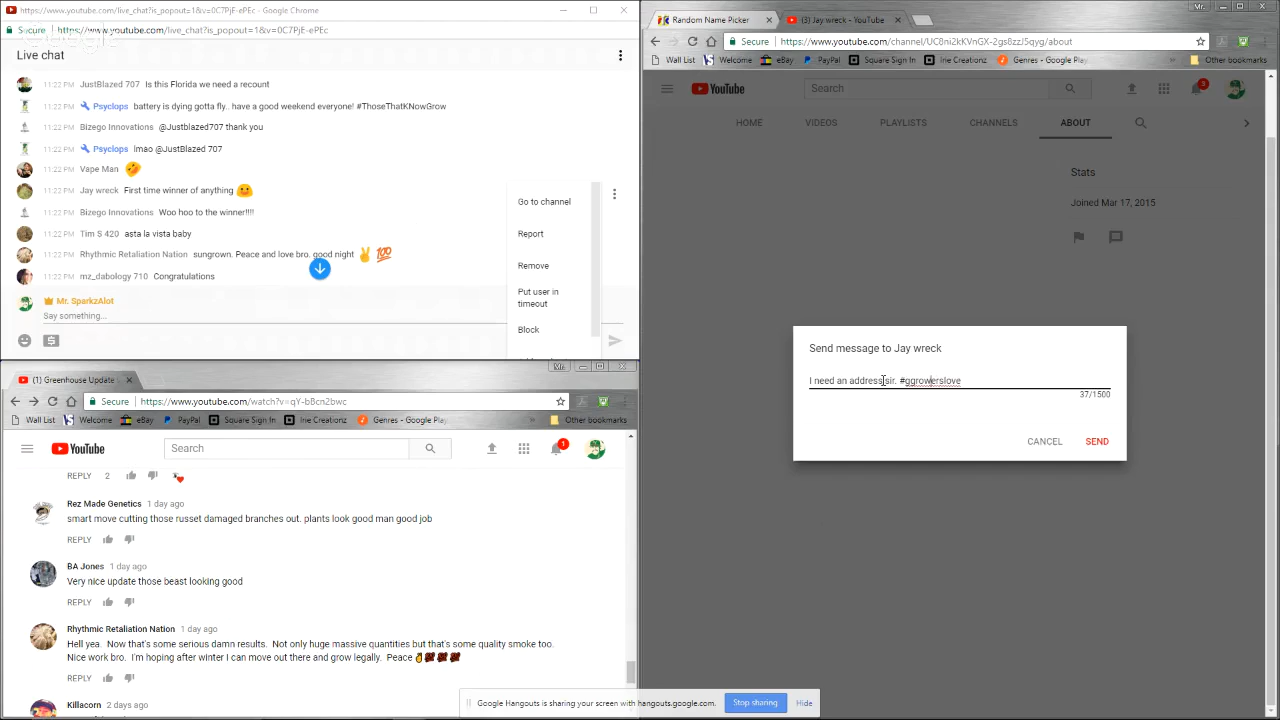 https://www.youtube.com/live_chat?is_popout=1&v=0C7PjE-ePEc - Google Chrome
Secure https://www.youtube.com/live_chat?is_popout=1&v=0C7PjE-ePEc
Live chat
11:22 PM JustBlazed 707 Is this Florida we need a recount
11:22 PM Psyclops battery is dying gotta fly.. have a good weekend everyone! #ThoseThatKNowGrow
11:22 PM Bizego Innovations @Justblazed707 thank you
11:22 PM Psyclops lmao @JustBlazed 707
11:22 PM Vape Man
11:22 PM Jay wreck First time winner of anything
11:22 PM Bizego Innovations Woo hoo to the winner!!!!
11:22 PM Tim S 420 asta la vista baby
11:22 PM Rhythmic Retaliation Nation sungrown. Peace and love bro. good night 100
11:22 PM mz_dabology 710 Congratulations
Mr. SparkzAlot
Say something...
Go to channel
Report
Remove
Put user in
timeout
Block
Mr.
(1) Greenhouse Update
Secure https://www.youtube.com/watch?v=qY-bBcn2bwc
Wall List Welcome eBay PayPal Square Sign In Irie Creationz Genres - Google Play Other bookmarks
YouTube Search 1
REPLY 2
Rez Made Genetics 1 day ago
smart move cutting those russet damaged branches out. plants look good man good job
REPLY
BA Jones 1 day ago
Very nice update those beast looking good
REPLY
Rhythmic Retaliation Nation 1 day ago
Hell yea. Now that's some serious damn results. Not only huge massive quantities but that's some quality smoke too.
Nice work bro. I'm hoping after winter I can move out there and grow legally. Peace
REPLY
Killacorn 2 days ago
Mr.
Random Name Picker (3) Jay wreck - YouTube
Secure https://www.youtube.com/channel/UC8ni2kKVnGX-2gs8zzJ5qyg/about
Wall List Welcome eBay PayPal Square Sign In Irie Creationz Genres - Google Play Other bookmarks
YouTube Search 3
HOME VIDEOS PLAYLISTS CHANNELS ABOUT
Stats
Joined Mar 17, 2015
Send message to Jay wreck
I need an address sir. #ggrowerslove
37/1500
CANCEL SEND
Google Hangouts is sharing your screen with hangouts.google.com. Stop sharing Hide